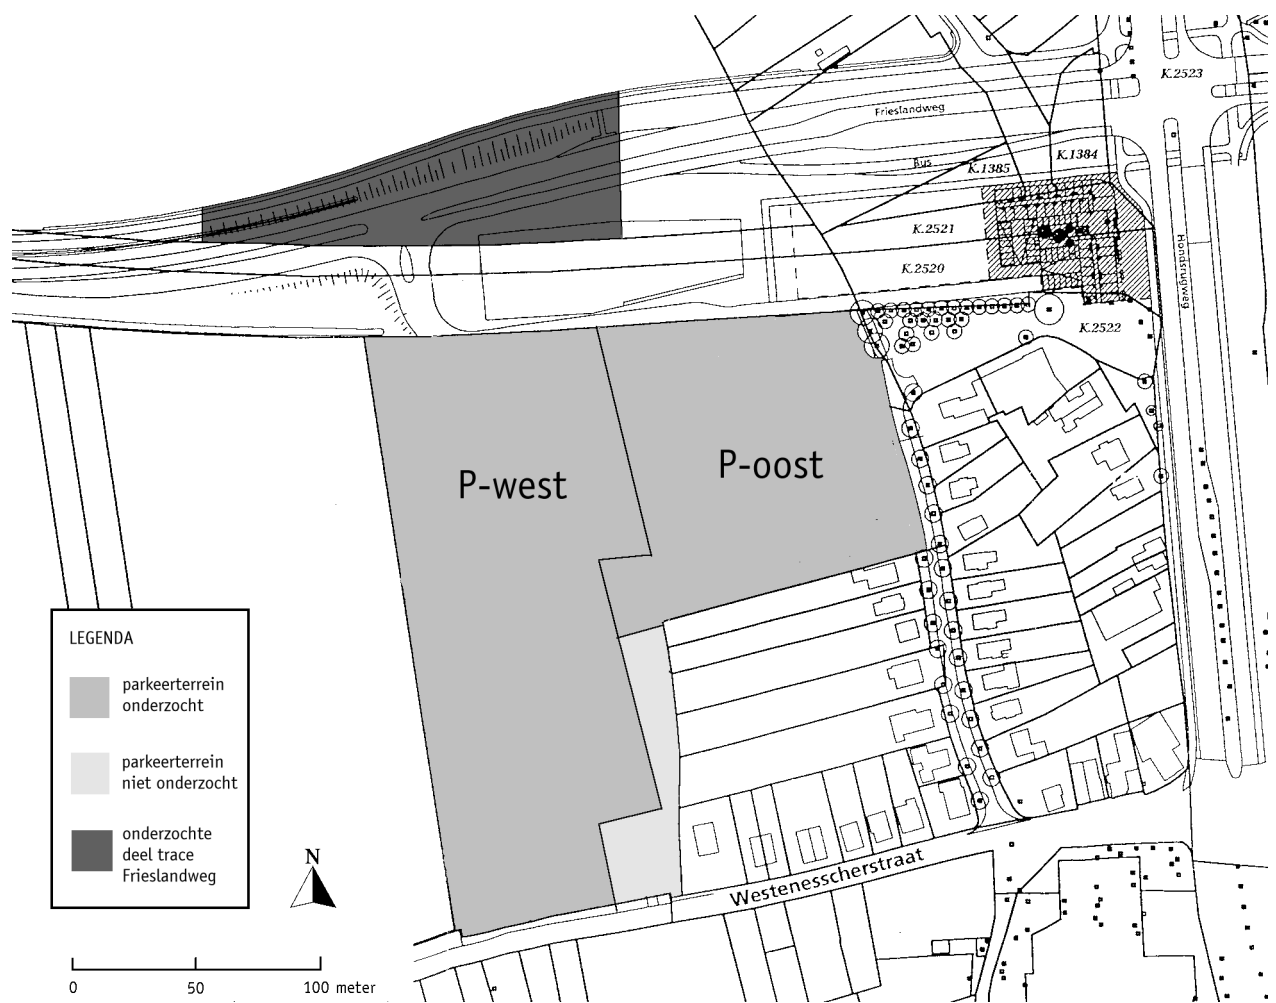 K.2523
Frieslandweg
Bus
K.1385
K.1384
K.2521
K.2520
Hondsrugweg
K.2522
P-west
P-oost
LEGENDA
parkeerterrein
onderzocht
parkeerterrein
niet onderzocht
onderzochte
deel trace
Frieslandweg
N
Westenesscherstraat
0 50 100 meter